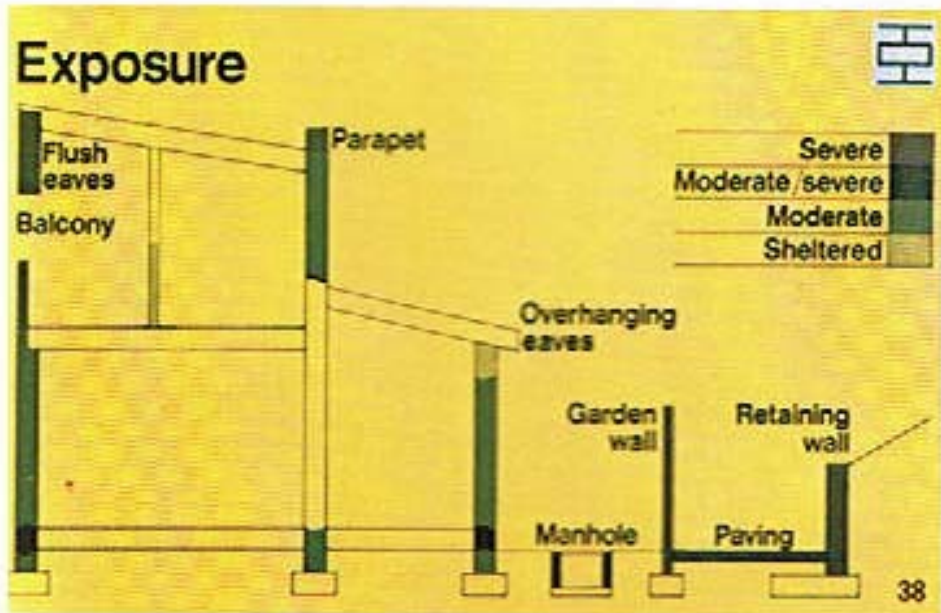 Exposure
Flush
eaves
Balcony
Parapet
Severe
Moderate/severe
Moderate
Sheltered
Overhanging
eaves
Garden
wall
Retaining
wall
Manhole
Paving
38